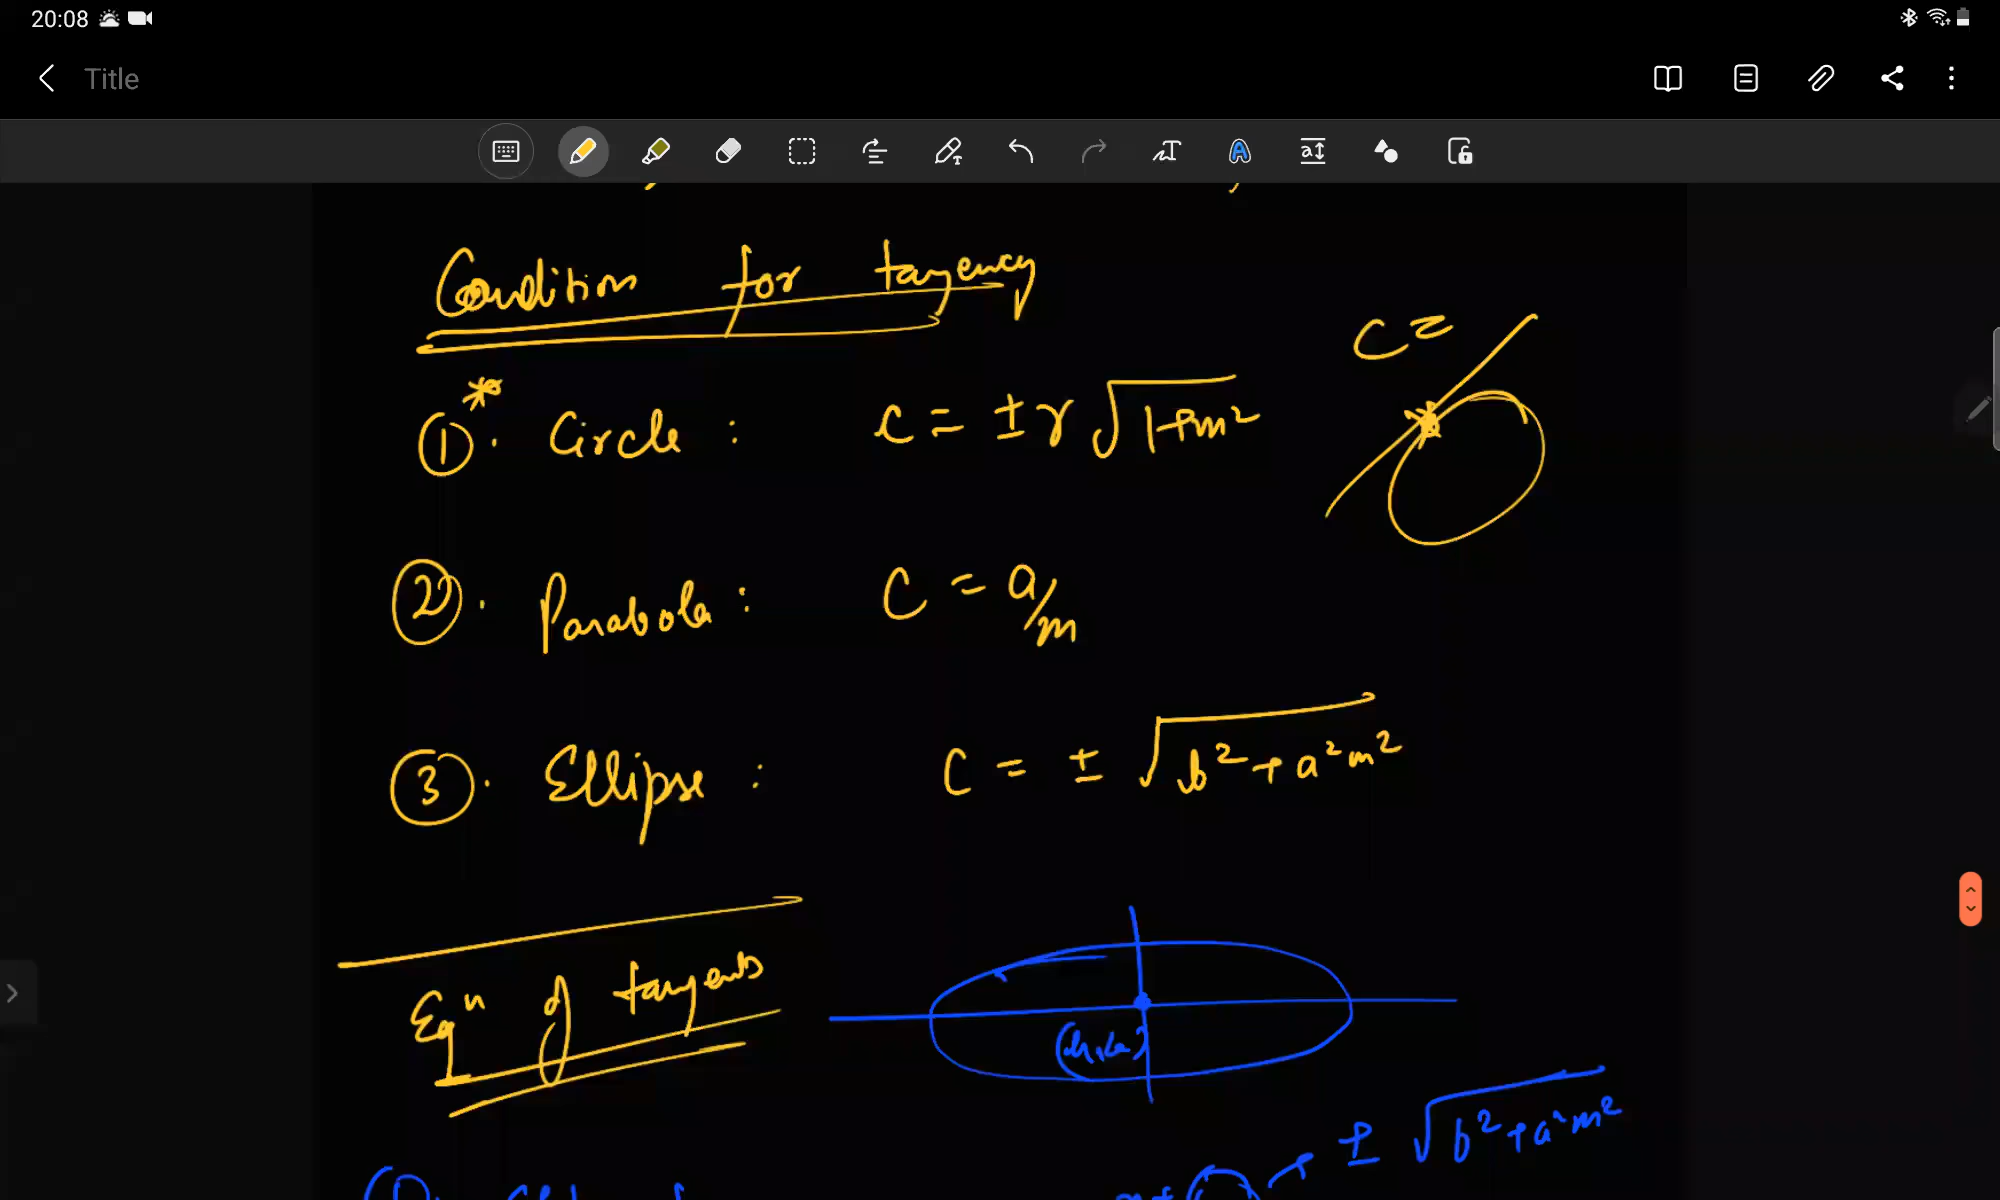 20:08
Title
Condition for tangency
C =
①*. Circle : c = ±r√1+m²
②. Parabola : C = a/m
③. Ellipse : C = ± √b² + a²m²
Eqⁿ of tangents
(h,k)
+ ± √b² + a²m²